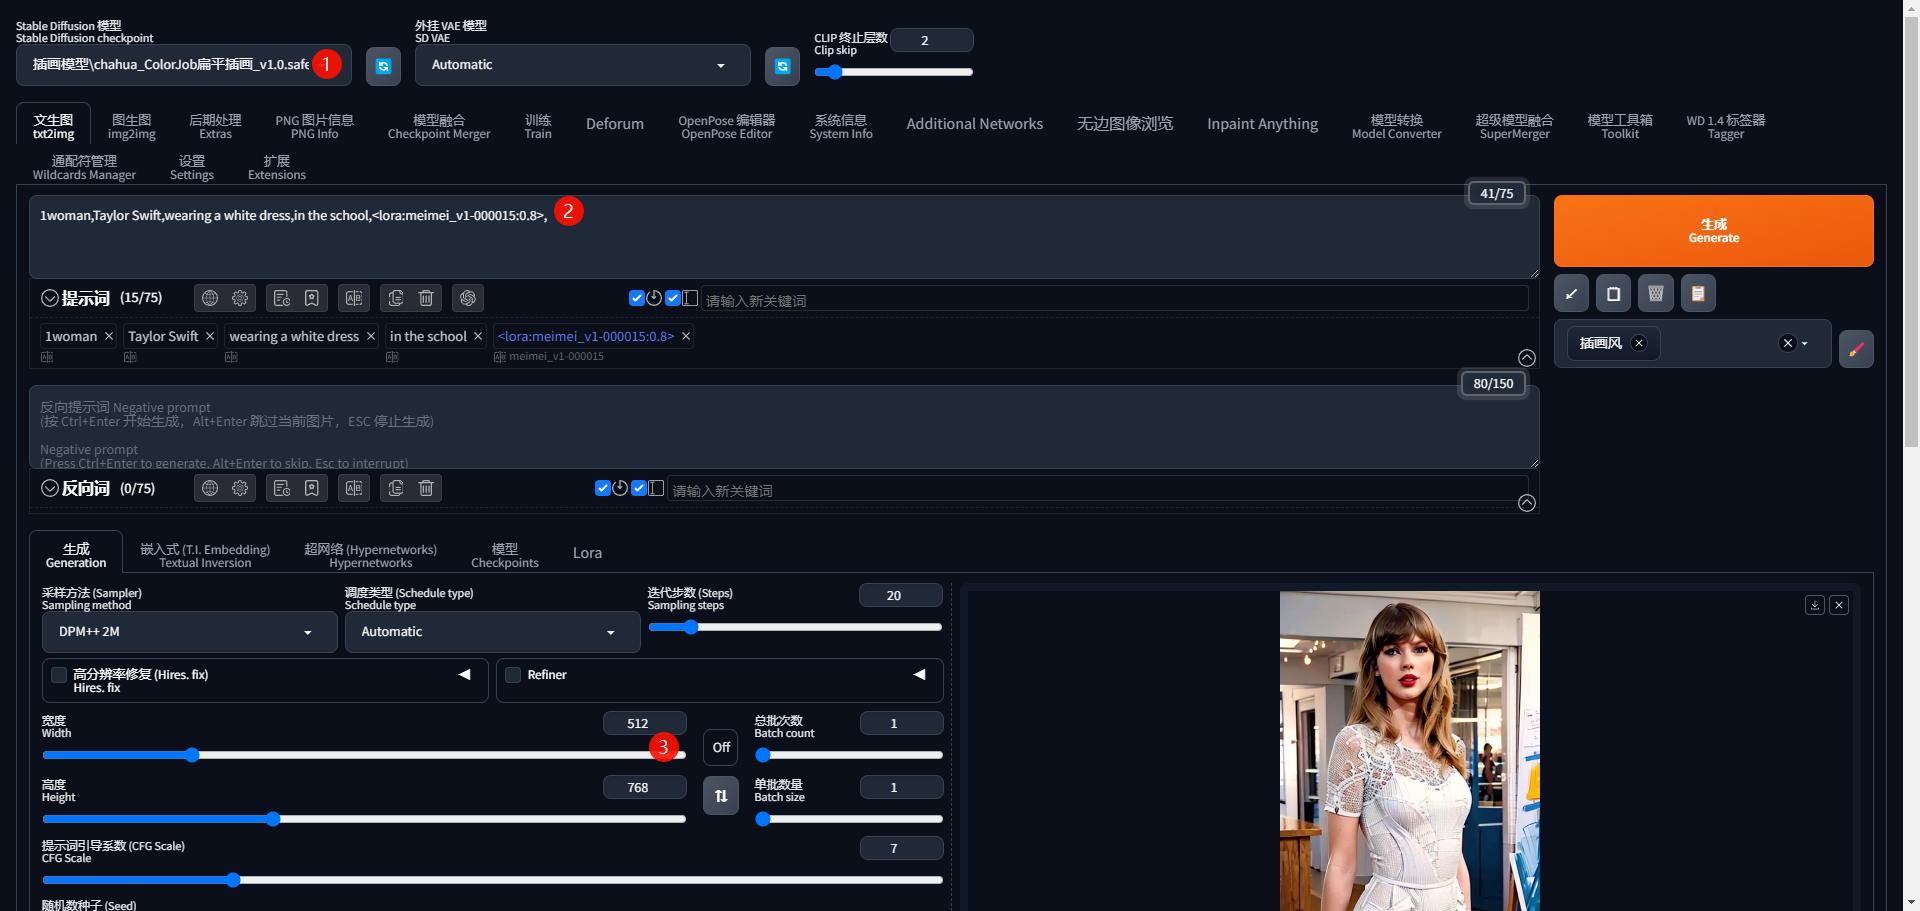 Stable Diffusion 模型
Stable Diffusion checkpoint
插画模型\chahua_ColorJob扁平插画_v1.0.safe
1
外挂 VAE 模型
SD VAE
Automatic
CLIP 终止层数
Clip skip
2
文生图
txt2img
图生图
img2img
后期处理
Extras
PNG 图片信息
PNG Info
模型融合
Checkpoint Merger
训练
Train
Deforum
OpenPose 编辑器
OpenPose Editor
系统信息
System Info
Additional Networks
无边图像浏览
Inpaint Anything
模型转换
Model Converter
超级模型融合
SuperMerger
模型工具箱
Toolkit
WD 1.4 标签器
Tagger
通配符管理
Wildcards Manager
设置
Settings
扩展
Extensions
41/75
1woman,Taylor Swift,wearing a white dress,in the school,<lora:meimei_v1-000015:0.8>,
2
生成
Generate
提示词 (15/75)
请输入新关键词
1woman
Taylor Swift
wearing a white dress
in the school
<lora:meimei_v1-000015:0.8>
meimei_v1-000015
插画风
80/150
反向提示词 Negative prompt
(按 Ctrl+Enter 开始生成，Alt+Enter 跳过当前图片，ESC 停止生成)
Negative prompt
(Press Ctrl+Enter to generate, Alt+Enter to skip, Esc to interrupt)
反向词 (0/75)
请输入新关键词
生成
Generation
嵌入式 (T.I. Embedding)
Textual Inversion
超网络 (Hypernetworks)
Hypernetworks
模型
Checkpoints
Lora
采样方法 (Sampler)
Sampling method
DPM++ 2M
调度类型 (Schedule type)
Schedule type
Automatic
迭代步数 (Steps)
Sampling steps
20
高分辨率修复 (Hires. fix)
Hires. fix
Refiner
宽度
Width
512
3
Off
总批次数
Batch count
1
高度
Height
768
单批数量
Batch size
1
提示词引导系数 (CFG Scale)
CFG Scale
7
随机数种子 (Seed)